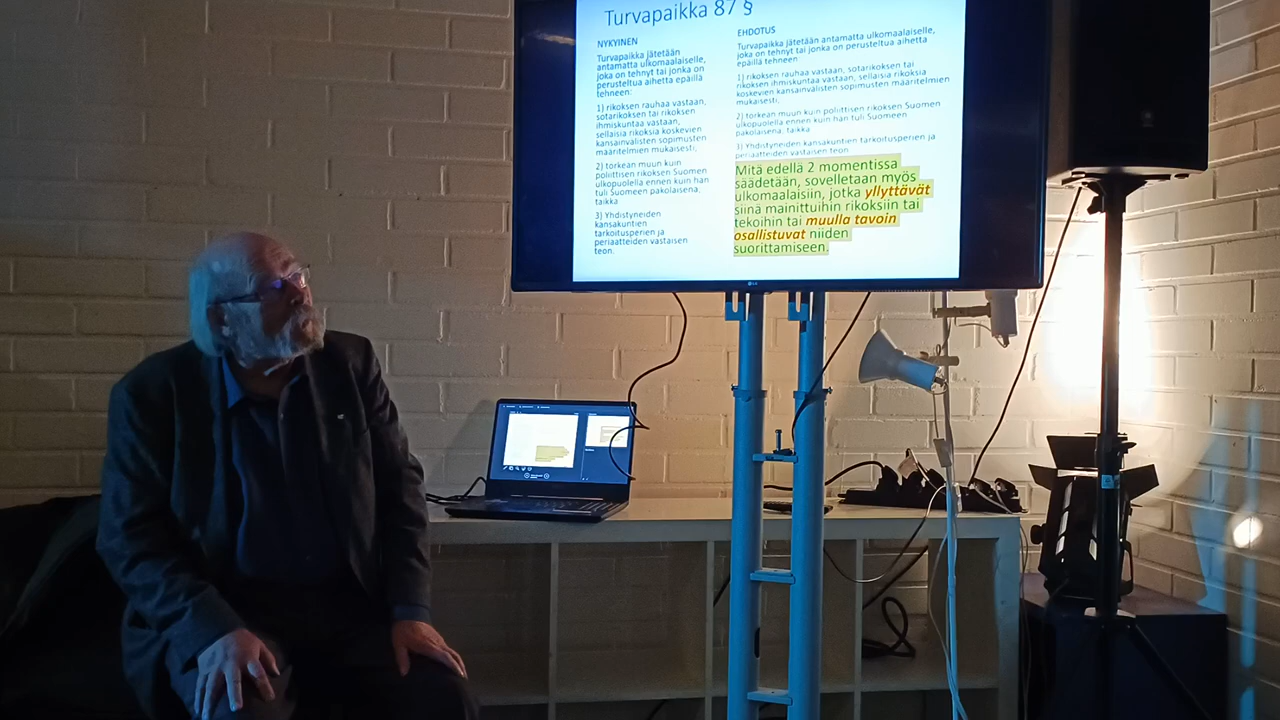 Turvapaikka 87 §
NYKYINEN
Turvapaikka jätetään
antamatta ulkomaalaiselle,
joka on tehnyt tai jonka on
perusteltua aihetta epäillä
tehneen:
1) rikoksen rauhaa vastaan,
sotarikoksen tai rikoksen
ihmiskuntaa vastaan,
sellaisia rikoksia koskevien
kansainvälisten sopimusten
määritelmien mukaisesti;
2) törkeän muun kuin
poliittisen rikoksen Suomen
ulkopuolella ennen kuin hän
tuli Suomeen pakolaisena;
taikka
3) Yhdistyneiden
kansakuntien
tarkoitusperien ja
periaatteiden vastaisen
teon.
EHDOTUS
Turvapaikka jätetään antamatta ulkomaalaiselle,
joka on tehnyt tai jonka on perusteltua aihetta
epäillä tehneen
1) rikoksen rauhaa vastaan, sotarikoksen tai
rikoksen ihmiskuntaa vastaan, sellaisia rikoksia
koskevien kansainvälisten sopimusten määritelmien
mukaisesti;
2) törkeän muun kuin poliittisen rikoksen Suomen
ulkopuolella ennen kuin hän tuli Suomeen
pakolaisena; taikka
3) Yhdistyneiden kansakuntien tarkoitusperien ja
periaatteiden vastaisen teon.
Mitä edellä 2 momentissa
säädetään, sovelletaan myös
ulkomaalaisiin, jotka yllyttävät
siinä mainittuihin rikoksiin tai
tekoihin tai muulla tavoin
osallistuvat niiden
suorittamiseen.
LG